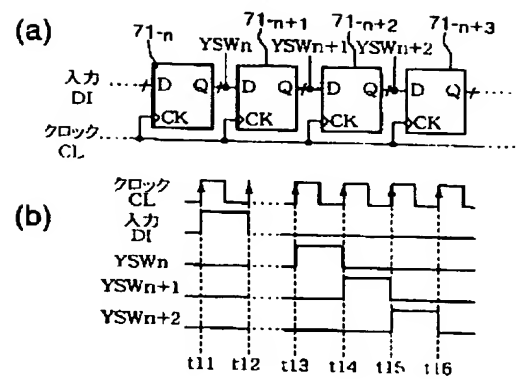 (a)
71-n 71-n+1 71-n+2 71-n+3
YSWn YSWn+1 YSWn+2
入力
DI
D Q D Q D Q D Q
CK CK CK CK
クロック
CL
(b)
クロック
CL
入力
DI
YSWn
YSWn+1
YSWn+2
t11 t12 t13 t14 t15 t16